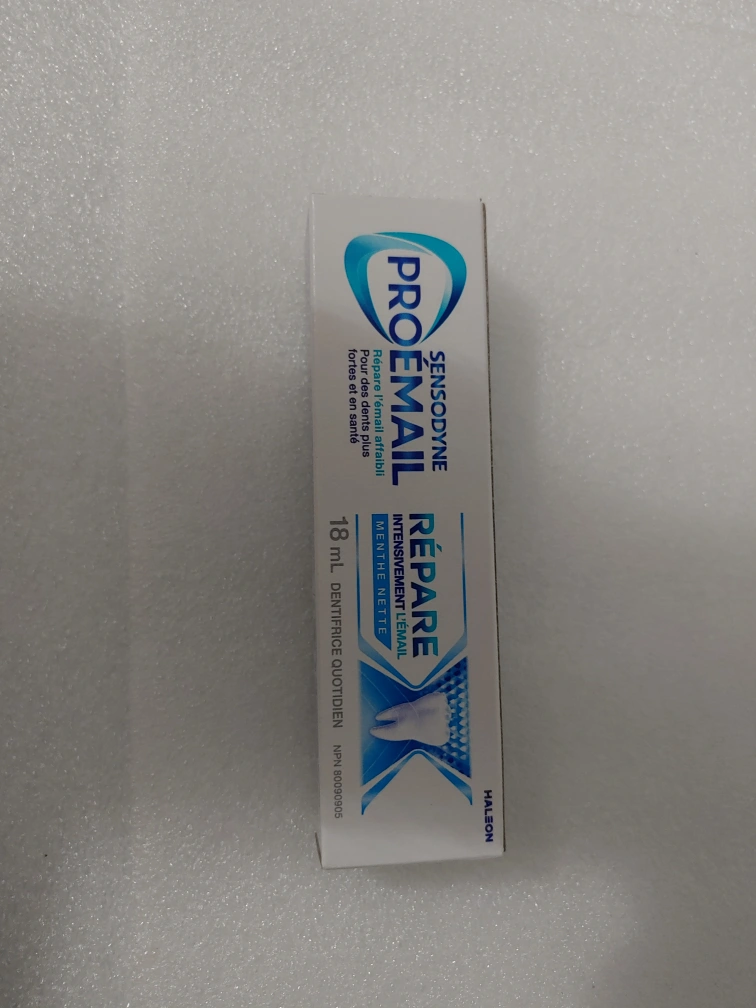 SENSODYNE
PROÉMAIL
Répare l'émail affaibli
Pour des dents plus
fortes et en santé
RÉPARE
INTENSIVEMENT L'ÉMAIL
MENTHE NETTE
18 mL DENTIFRICE QUOTIDIEN NPN 80090905
HALEON